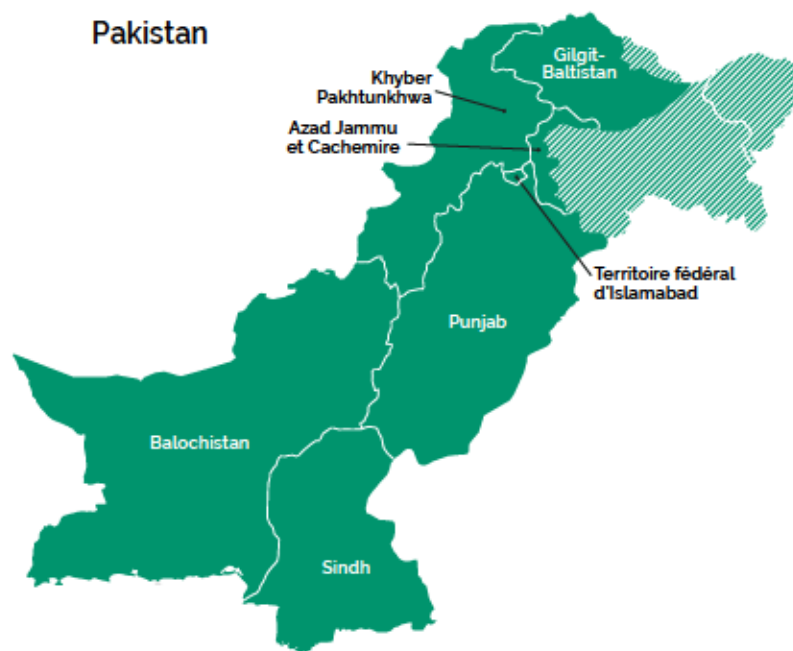 Pakistan
Gilgit-
Baltistan
Khyber
Pakhtunkhwa
Azad Jammu
et Cachemire
Territoire fédéral
d'Islamabad
Punjab
Balochistan
Sindh